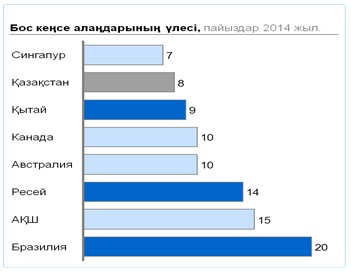 Бос кеңсе алаңдарының үлесі, пайыздар 2014 жыл.
Сингапур 7
Қазақстан 8
Қытай 9
Канада 10
Австралия 10
Ресей 14
АҚШ 15
Бразилия 20